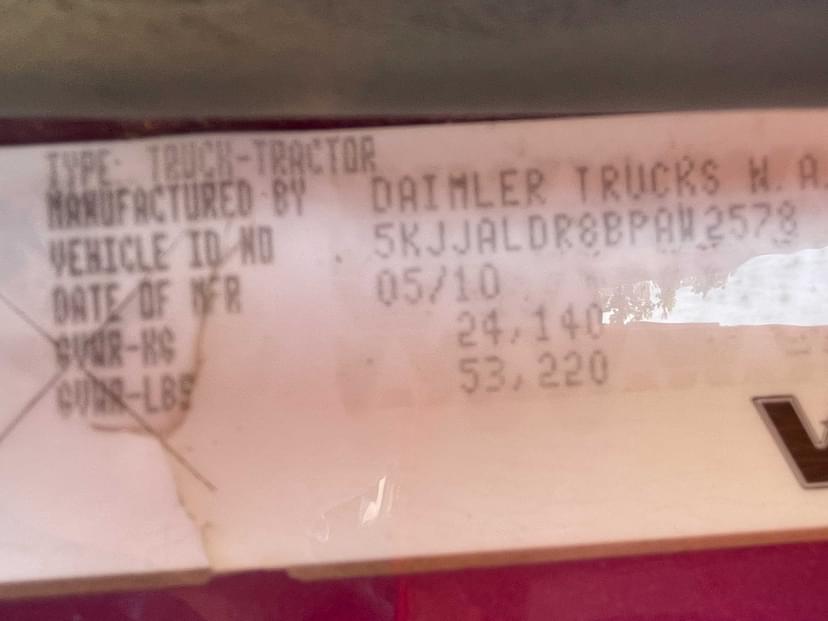 TYPE: TRUCK-TRACTOR
MANUFACTURED BY DAIMLER TRUCKS N.A.
VEHICLE ID NO 5KJJALDR8BPAW2578
DATE OF MFR 05/10
GVWR-KG 24,140
GVWR-LBS 53,220